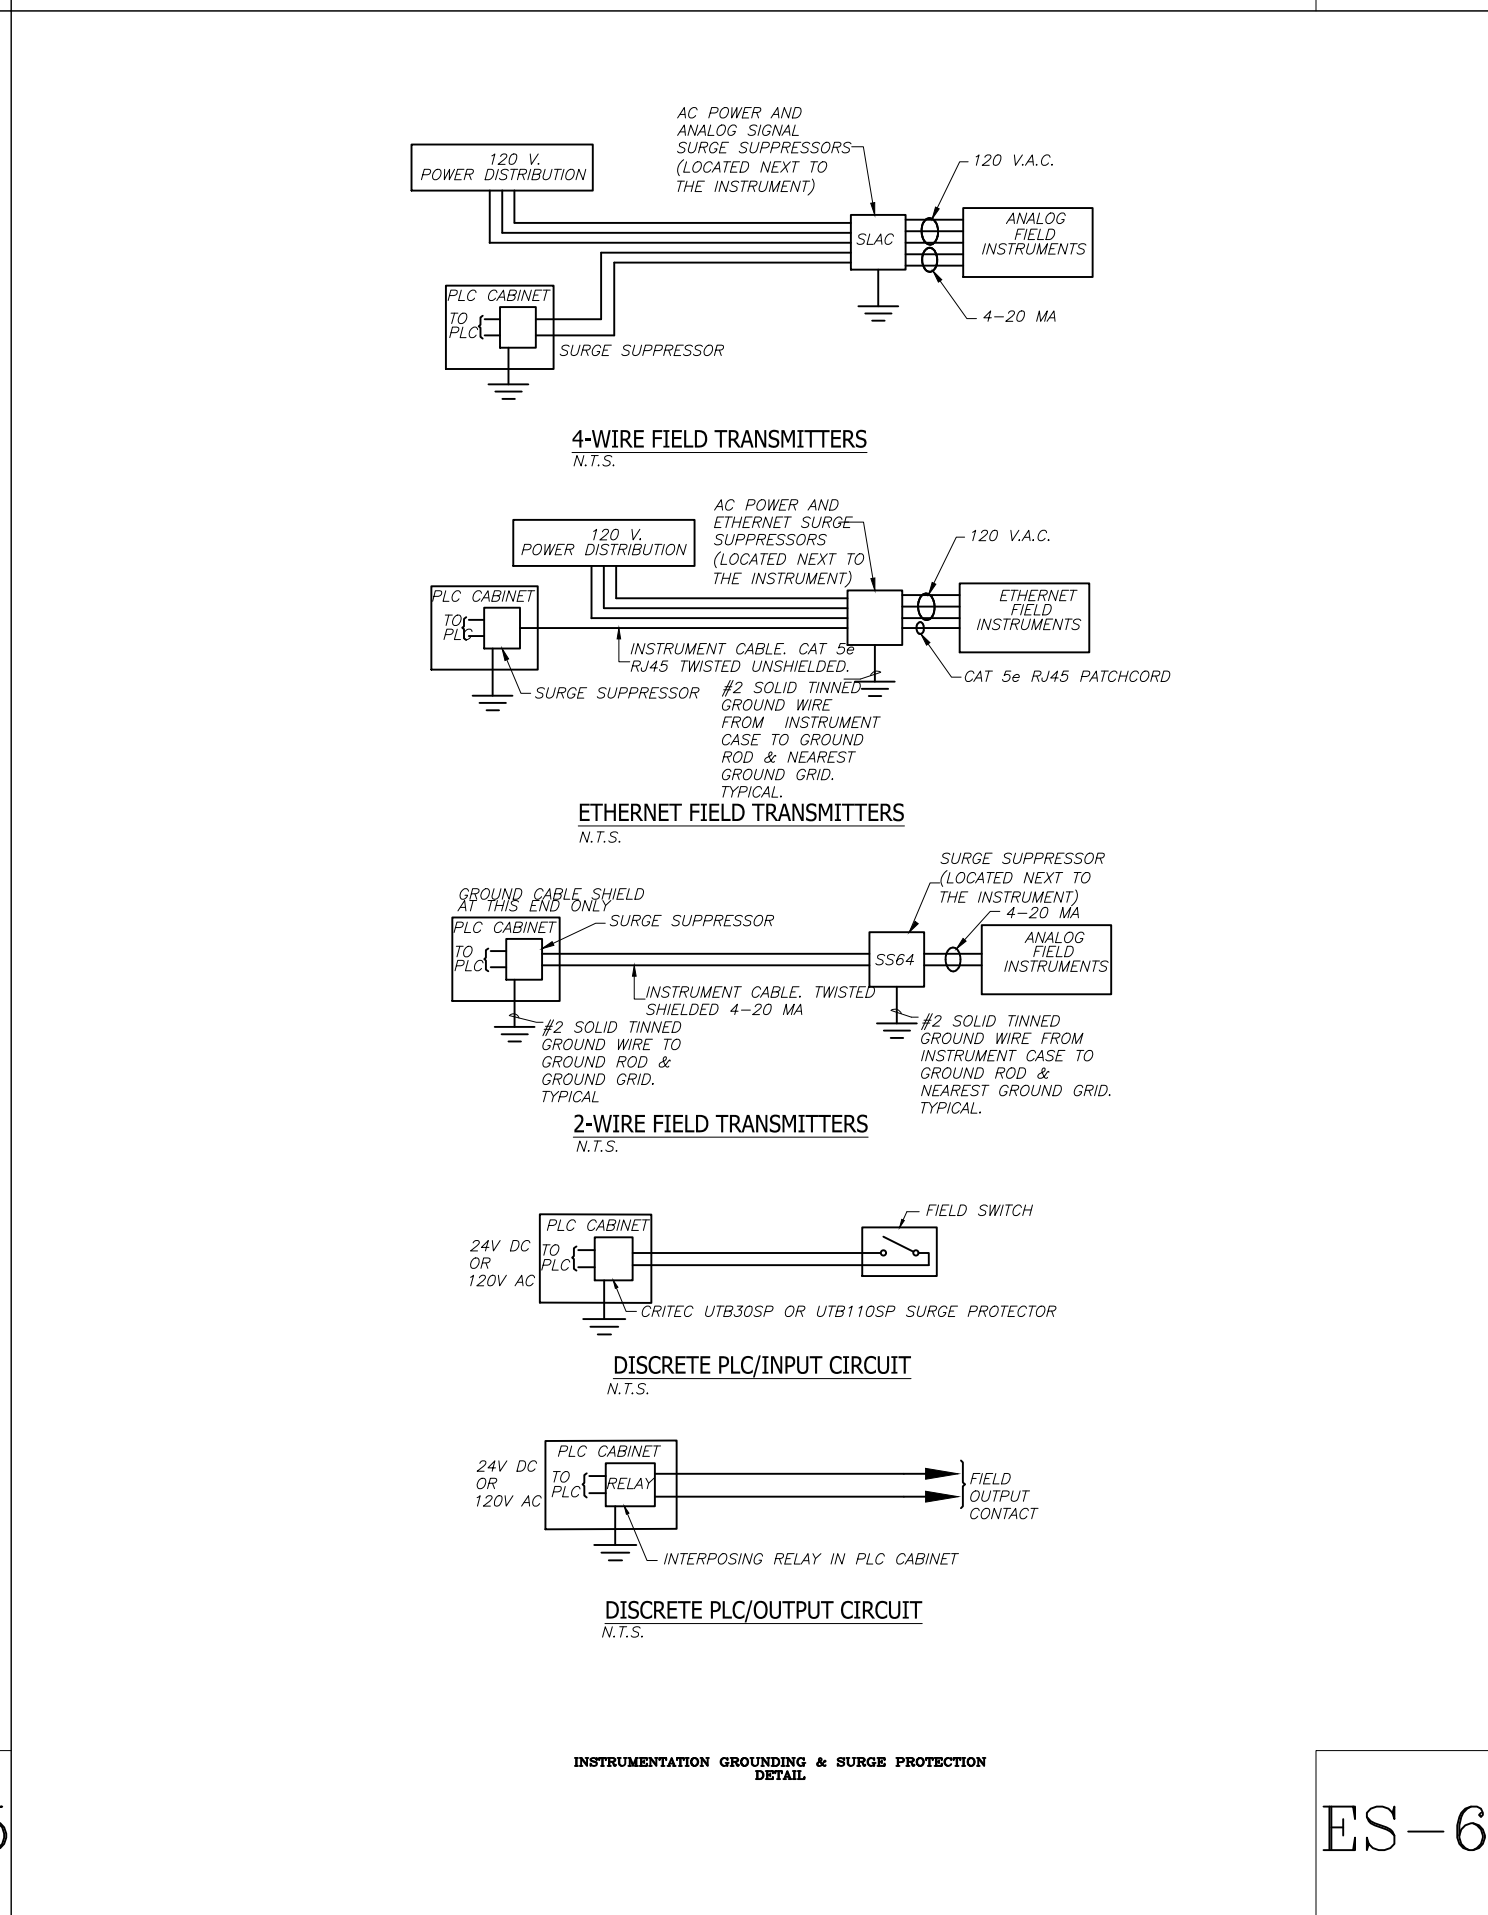 AC POWER AND
ANALOG SIGNAL
SURGE SUPPRESSORS
(LOCATED NEXT TO
THE INSTRUMENT)
120 V.
POWER DISTRIBUTION
120 V.A.C.
SLAC
ANALOG
FIELD
INSTRUMENTS
PLC CABINET
TO
PLC
SURGE SUPPRESSOR
4-20 MA
4-WIRE FIELD TRANSMITTERS
N.T.S.
AC POWER AND
ETHERNET SURGE
SUPPRESSORS
(LOCATED NEXT TO
THE INSTRUMENT)
120 V.
POWER DISTRIBUTION
120 V.A.C.
PLC CABINET
TO
PLC
ETHERNET
FIELD
INSTRUMENTS
INSTRUMENT CABLE. CAT 5e
RJ45 TWISTED UNSHIELDED.
SURGE SUPPRESSOR
CAT 5e RJ45 PATCHCORD
#2 SOLID TINNED
GROUND WIRE
FROM INSTRUMENT
CASE TO GROUND
ROD & NEAREST
GROUND GRID.
TYPICAL.
ETHERNET FIELD TRANSMITTERS
N.T.S.
SURGE SUPPRESSOR
(LOCATED NEXT TO
THE INSTRUMENT)
4-20 MA
GROUND CABLE SHIELD
AT THIS END ONLY
SURGE SUPPRESSOR
PLC CABINET
TO
PLC
SS64
ANALOG
FIELD
INSTRUMENTS
INSTRUMENT CABLE. TWISTED
SHIELDED 4-20 MA
#2 SOLID TINNED
GROUND WIRE TO
GROUND ROD &
GROUND GRID.
TYPICAL
#2 SOLID TINNED
GROUND WIRE FROM
INSTRUMENT CASE TO
GROUND ROD &
NEAREST GROUND GRID.
TYPICAL.
2-WIRE FIELD TRANSMITTERS
N.T.S.
FIELD SWITCH
PLC CABINET
24V DC
OR
120V AC
TO
PLC
CRITEC UTB30SP OR UTB110SP SURGE PROTECTOR
DISCRETE PLC/INPUT CIRCUIT
N.T.S.
PLC CABINET
24V DC
OR
120V AC
TO
PLC
RELAY
FIELD
OUTPUT
CONTACT
INTERPOSING RELAY IN PLC CABINET
DISCRETE PLC/OUTPUT CIRCUIT
N.T.S.
INSTRUMENTATION GROUNDING & SURGE PROTECTION
DETAIL
ES-6